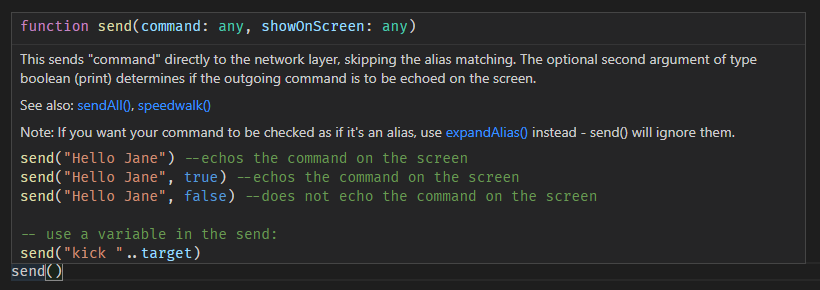 function send(command: any, showOnScreen: any)
This sends "command" directly to the network layer, skipping the alias matching. The optional second argument of type
boolean (print) determines if the outgoing command is to be echoed on the screen.
See also: sendAll(), speedwalk()
Note: If you want your command to be checked as if it's an alias, use expandAlias() instead - send() will ignore them.
send("Hello Jane") --echos the command on the screen
send("Hello Jane", true) --echos the command on the screen
send("Hello Jane", false) --does not echo the command on the screen
-- use a variable in the send:
send("kick "..target)
send()